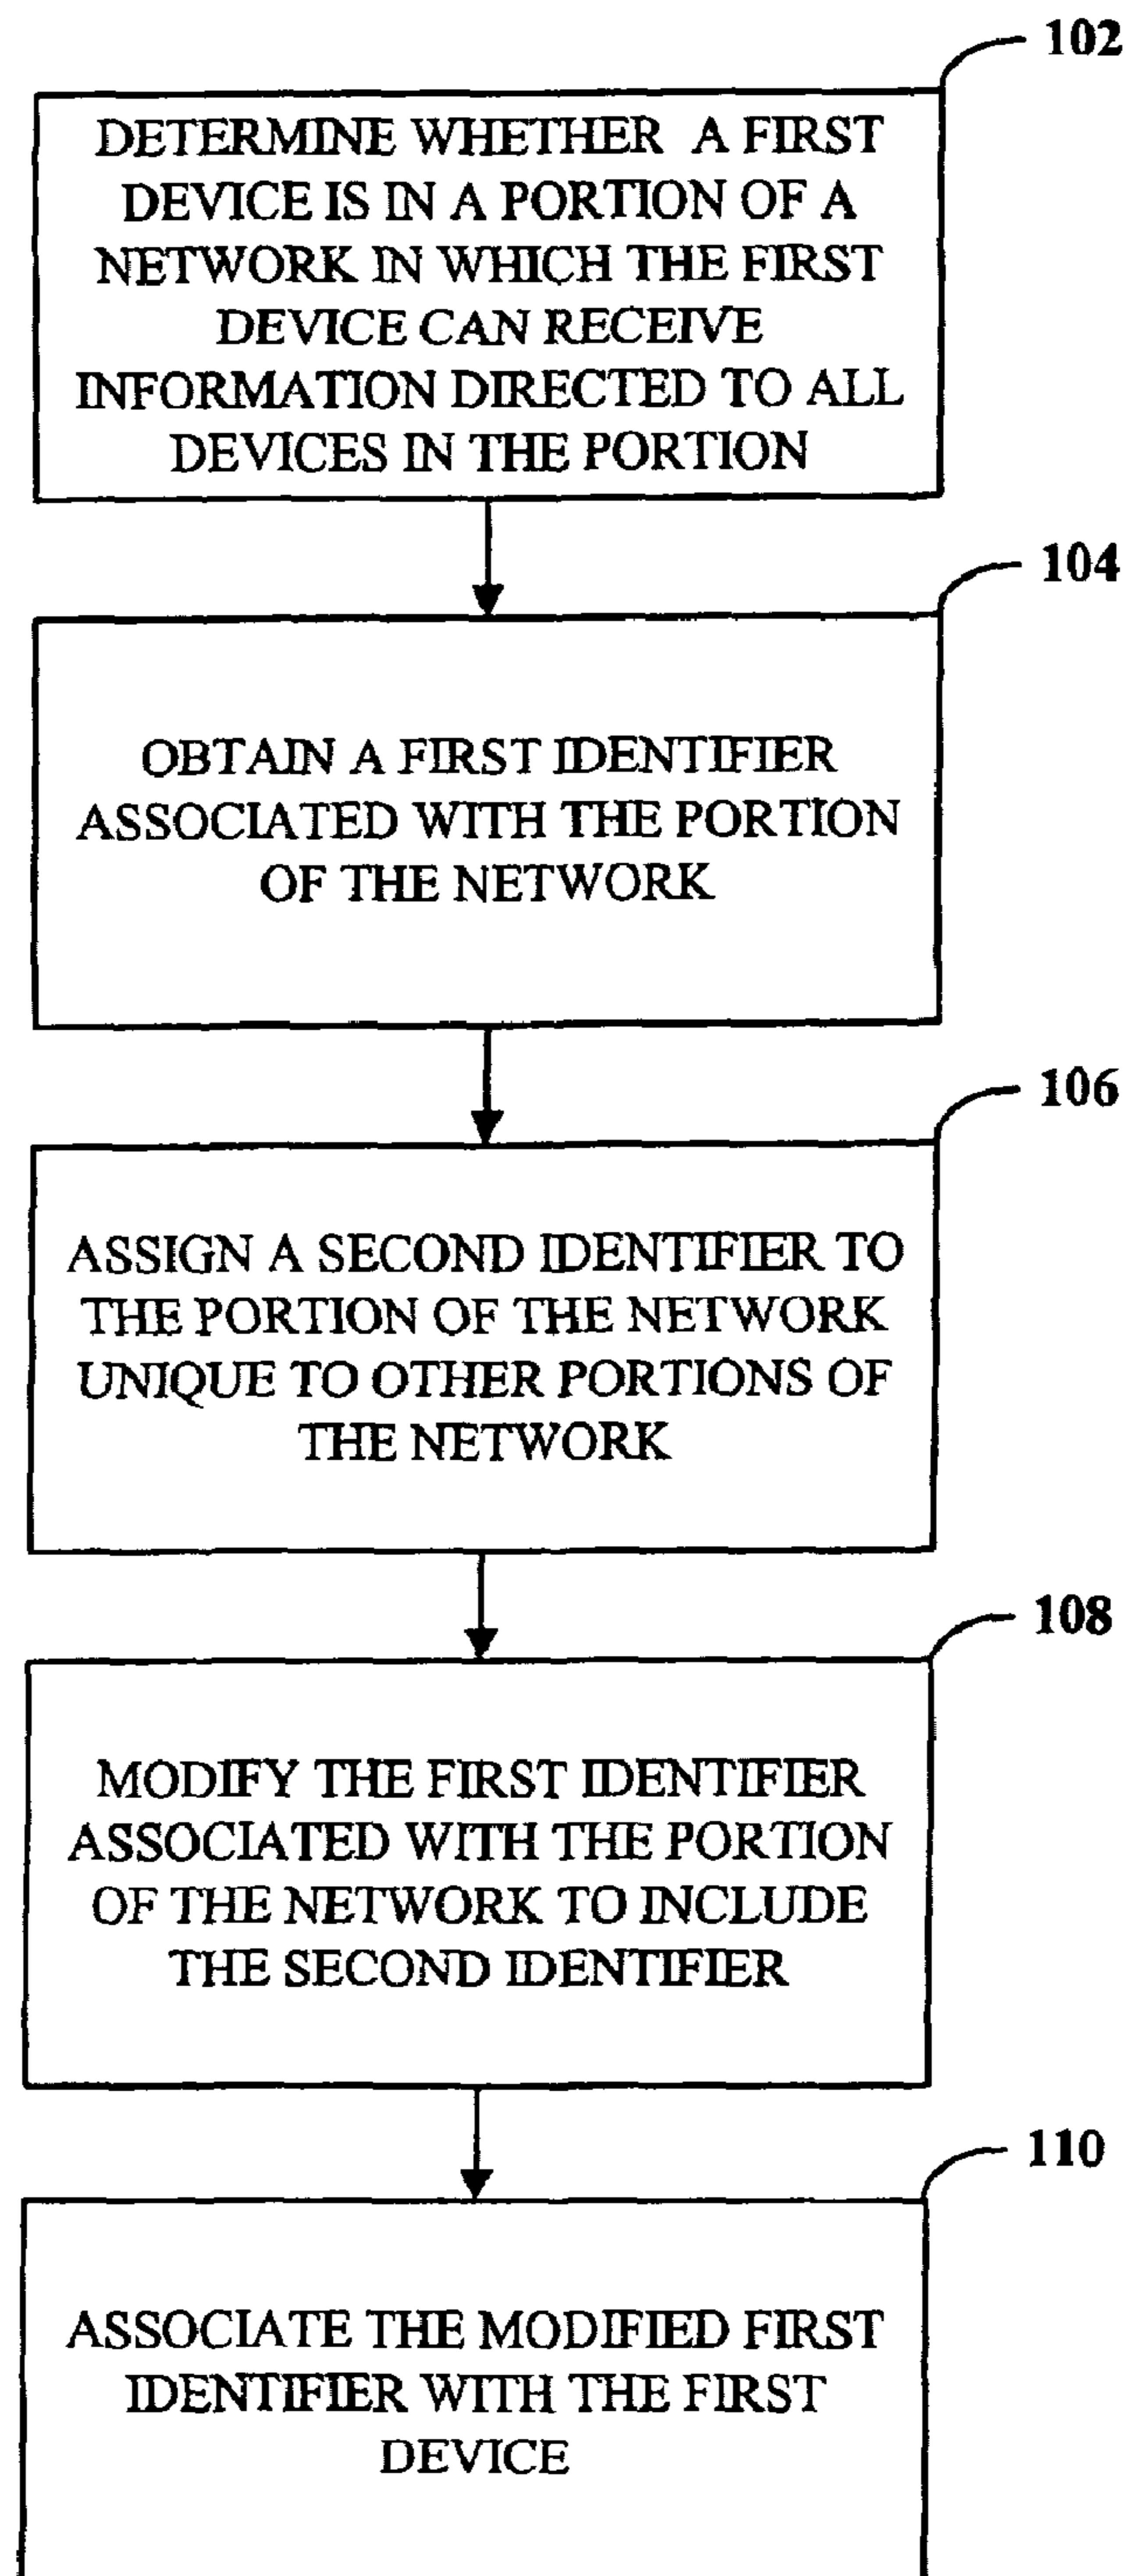 102
DETERMINE WHETHER A FIRST
DEVICE IS IN A PORTION OF A
NETWORK IN WHICH THE FIRST
DEVICE CAN RECEIVE
INFORMATION DIRECTED TO ALL
DEVICES IN THE PORTION
104
OBTAIN A FIRST IDENTIFIER
ASSOCIATED WITH THE PORTION
OF THE NETWORK
106
ASSIGN A SECOND IDENTIFIER TO
THE PORTION OF THE NETWORK
UNIQUE TO OTHER PORTIONS OF
THE NETWORK
108
MODIFY THE FIRST IDENTIFIER
ASSOCIATED WITH THE PORTION
OF THE NETWORK TO INCLUDE
THE SECOND IDENTIFIER
110
ASSOCIATE THE MODIFIED FIRST
IDENTIFIER WITH THE FIRST
DEVICE